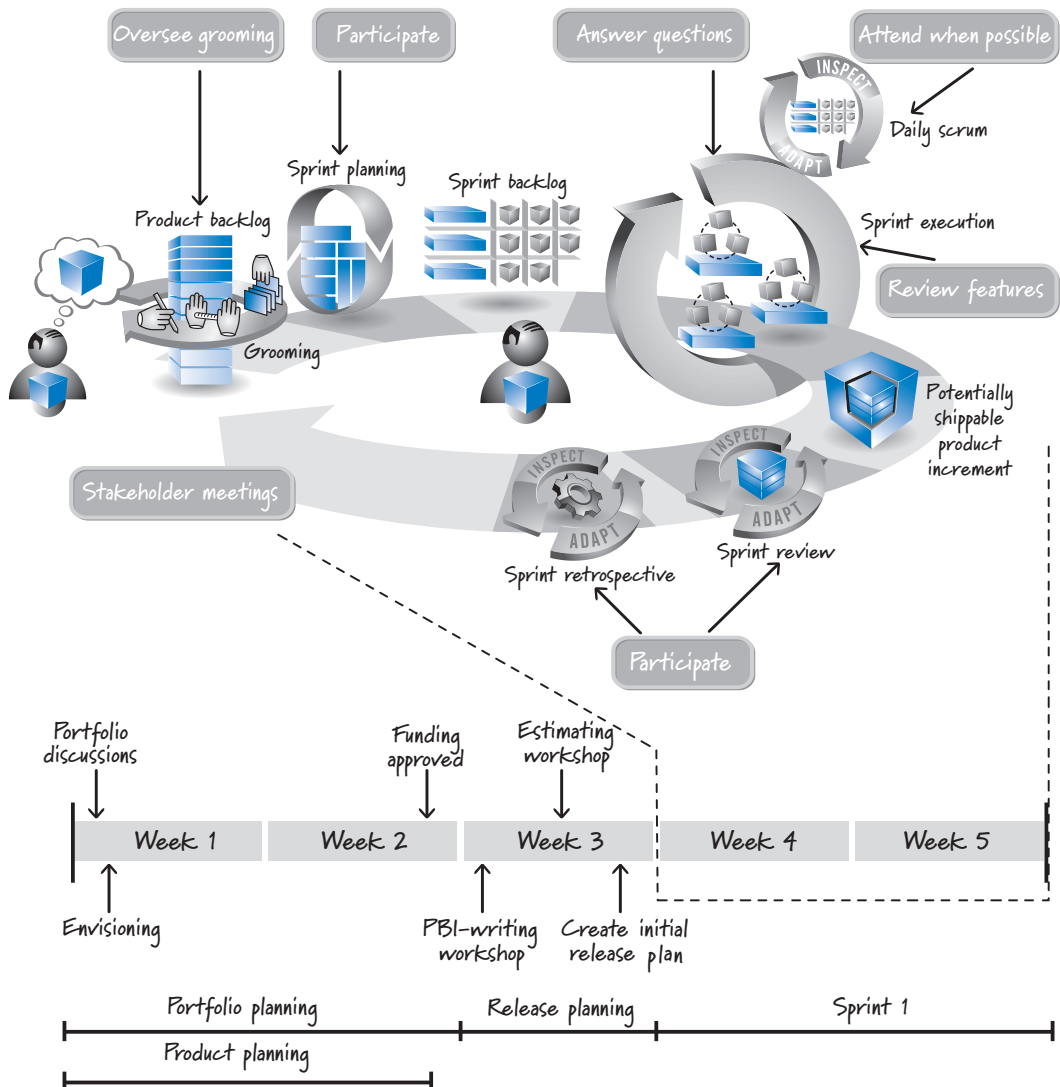 Oversee grooming
Participate
Answer questions
Attend when possible
INSPECT
ADAPT
Daily scrum
Sprint planning
Sprint backlog
Product backlog
Sprint execution
Review features
Grooming
Potentially
shippable
product
increment
Stakeholder meetings
INSPECT
ADAPT
Sprint retrospective
INSPECT
ADAPT
Sprint review
Participate
Portfolio
discussions
Funding
approved
Estimating
workshop
Week 1
Week 2
Week 3
Week 4
Week 5
Envisioning
PBI-writing
workshop
Create initial
release plan
Portfolio planning
Release planning
Sprint 1
Product planning